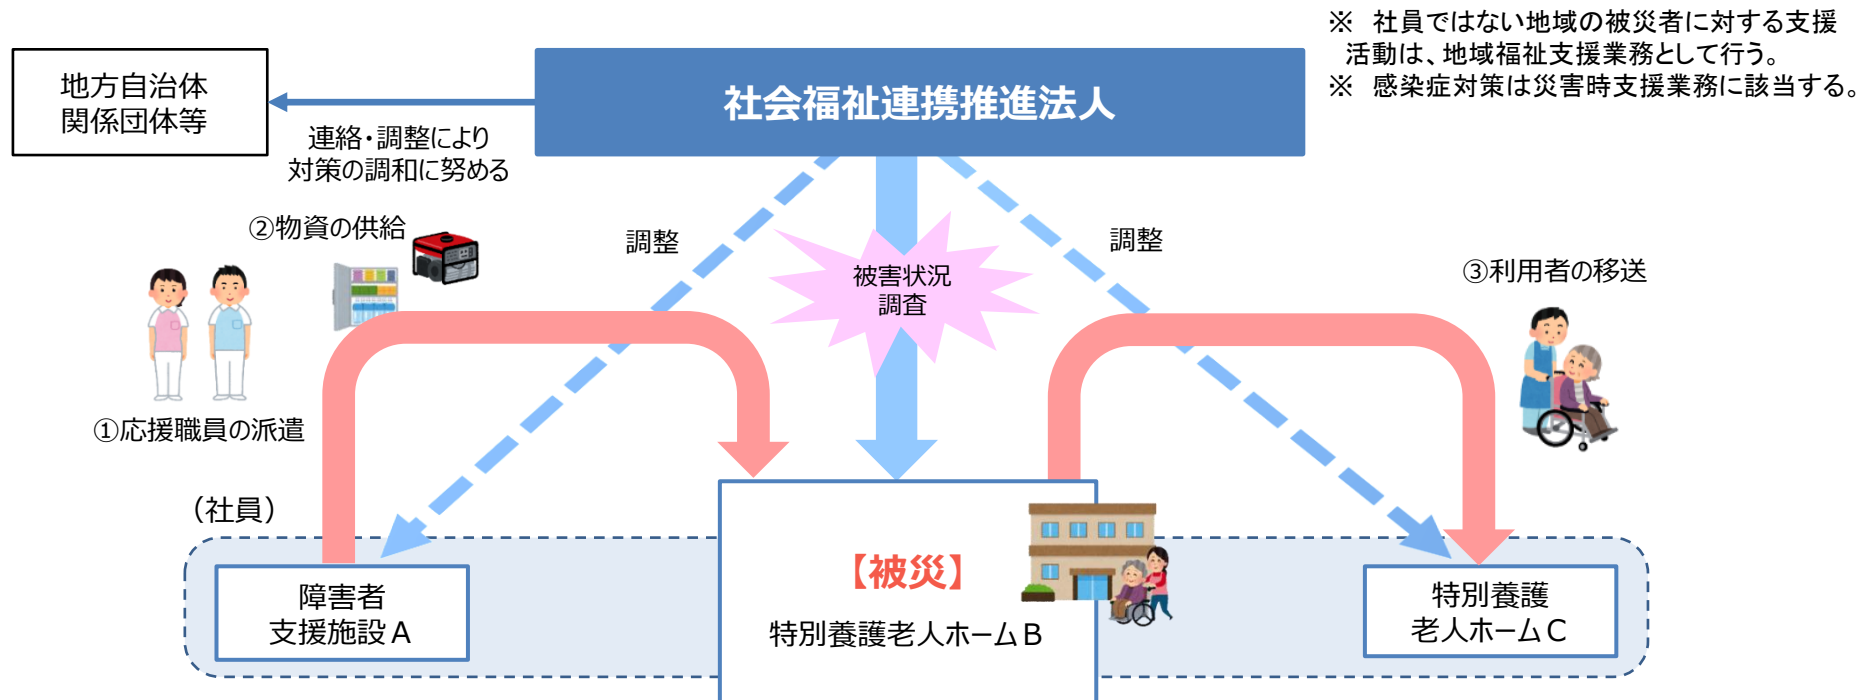 ※　社員ではない地域の被災者に対する支援
活動は、地域福祉支援業務として行う。
※　感染症対策は災害時支援業務に該当する。
地方自治体
関係団体等
社会福祉連携推進法人
連絡・調整により
対策の調和に努める
②物資の供給
調整
調整
被害状況
調査
③利用者の移送
①応援職員の派遣
（社員）
障害者
支援施設Ａ
【被災】
特別養護老人ホームＢ
特別養護
老人ホームＣ